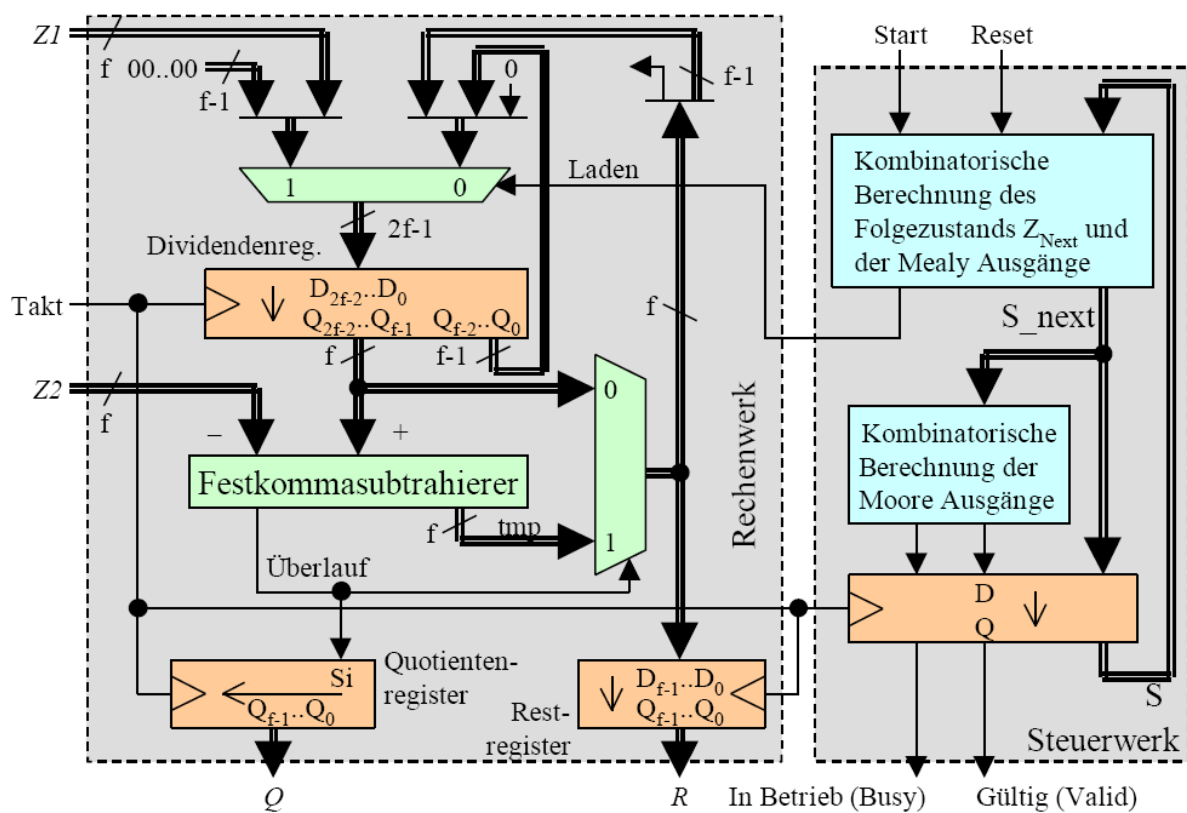 Z1
f
00..00
f-1
0
f-1
Start
Reset
Laden
1
0
2f-1
Kombinatorische
Berechnung des
Folgezustands Z_Next und
der Mealy Ausgänge
Dividendenreg.
Takt
D_2f-2..D_0
Q_2f-2..Q_f-1
Q_f-2..Q_0
f
f-1
f
S_next
Z2
f
0
–
+
Kombinatorische
Berechnung der
Moore Ausgänge
Festkommasubtrahierer
f
tmp
1
Rechenwerk
Überlauf
D
Q
Si
Q_f-1..Q_0
Quotienten-
register
D_f-1..D_0
Q_f-1..Q_0
Rest-
register
S
Steuerwerk
Q
R
In Betrieb (Busy)
Gültig (Valid)